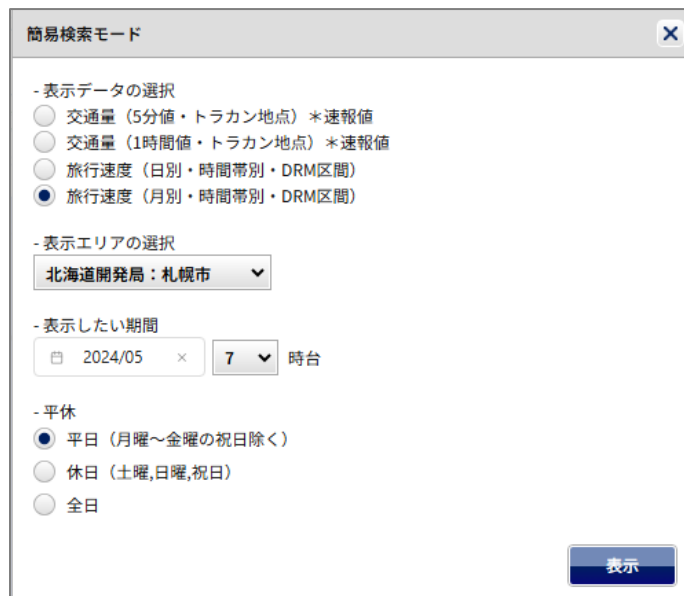 簡易検索モード
- 表示データの選択
交通量（5分値・トラカン地点）＊速報値
交通量（1時間値・トラカン地点）＊速報値
旅行速度（日別・時間帯別・DRM区間）
旅行速度（月別・時間帯別・DRM区間）
- 表示エリアの選択
北海道開発局：札幌市
- 表示したい期間
2024/05 × 7 時台
- 平休
平日（月曜～金曜の祝日除く）
休日（土曜,日曜,祝日）
全日
表示